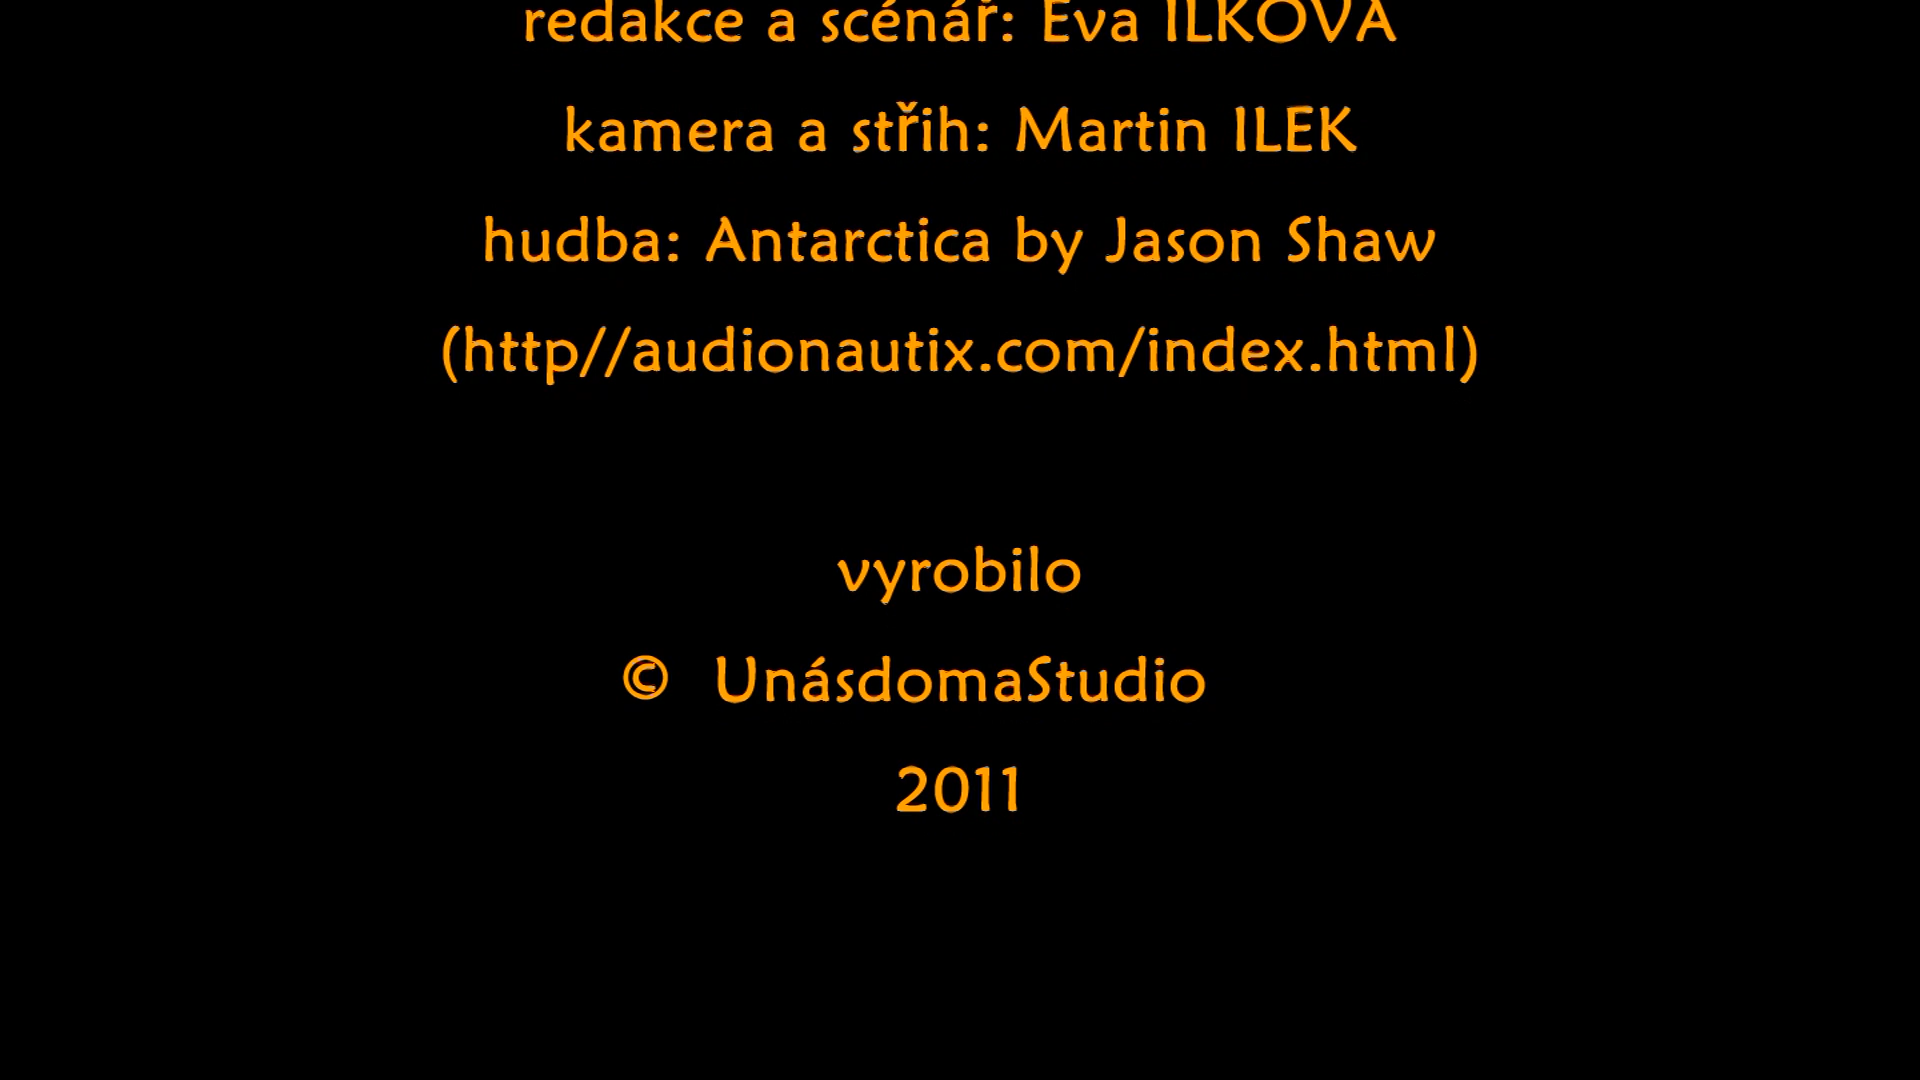 redakce a scénář: Eva ILKOVÁ
kamera a střih: Martin ILEK
hudba: Antarctica by Jason Shaw
(http//audionautix.com/index.html)
vyrobilo
© UnásdomaStudio
2011